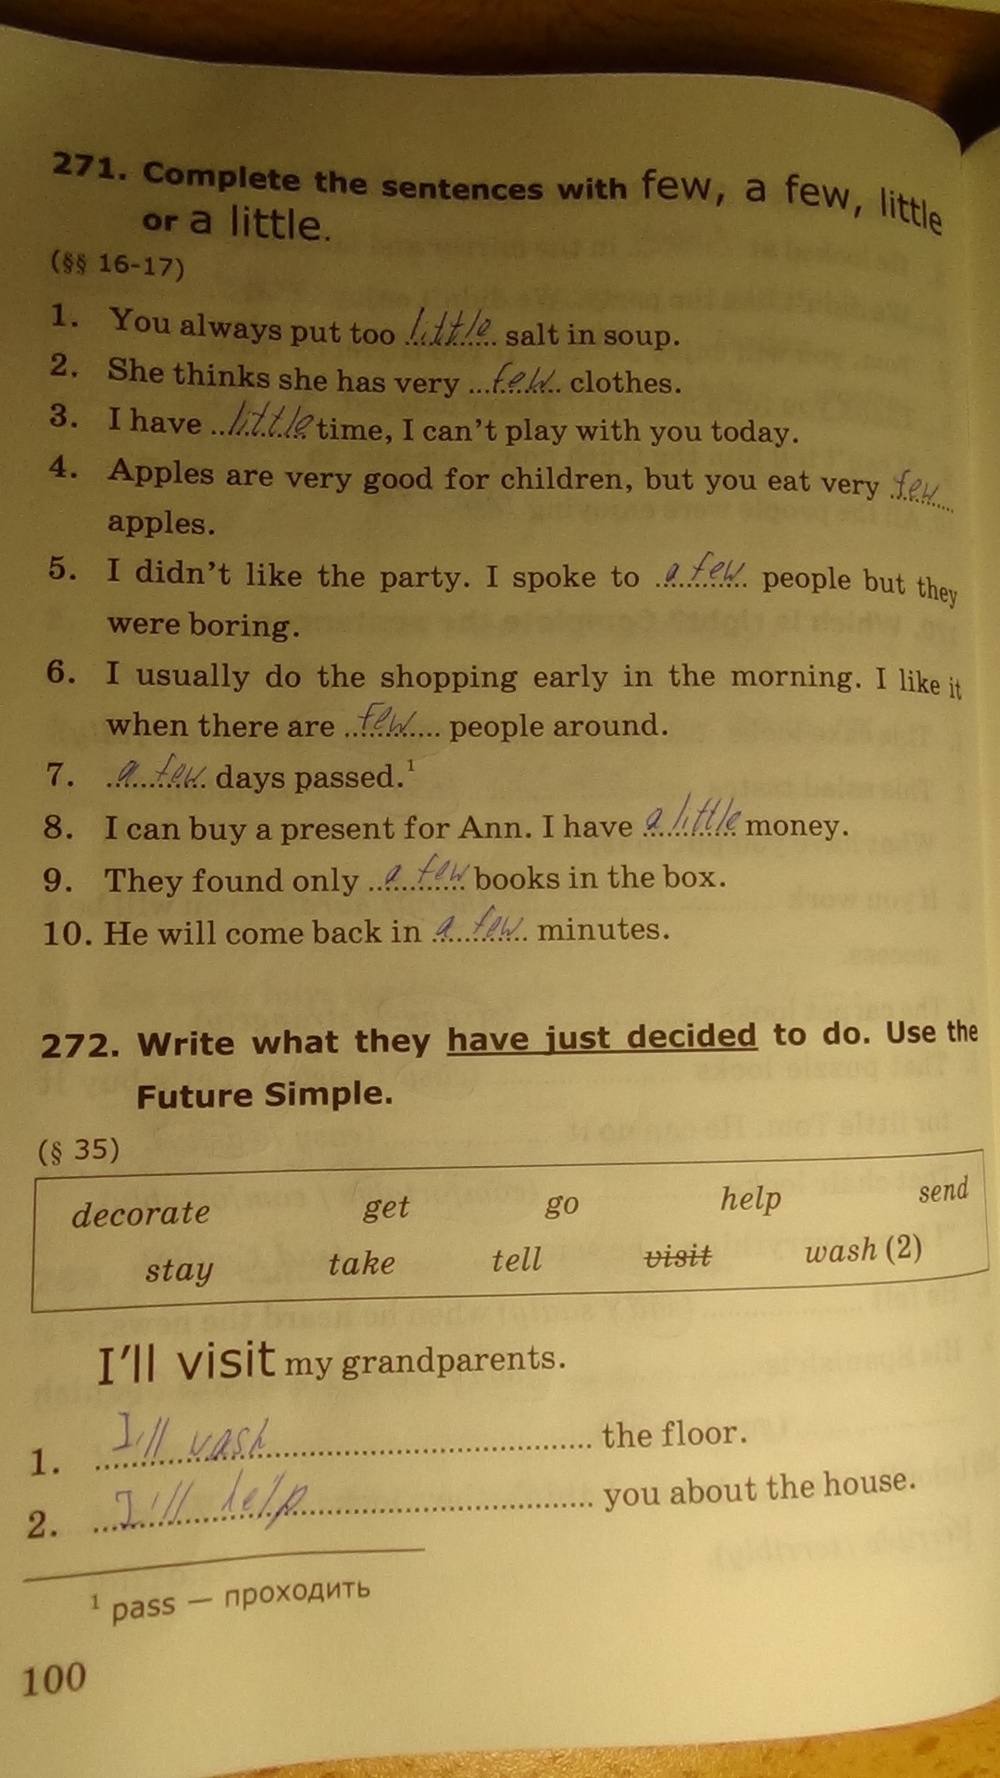 271. Complete the sentences with few, a few, little
or a little.
(§§ 16-17)
1. You always put too little salt in soup.
2. She thinks she has very few clothes.
3. I have little time, I can't play with you today.
4. Apples are very good for children, but you eat very few
apples.
5. I didn't like the party. I spoke to a few people but they
were boring.
6. I usually do the shopping early in the morning. I like it
when there are few people around.
7. a few days passed.¹
8. I can buy a present for Ann. I have a little money.
9. They found only a few books in the box.
10. He will come back in a few minutes.
272. Write what they have just decided to do. Use the
Future Simple.
(§ 35)
decorate get go help send
stay take tell visit wash (2)
I'll visit my grandparents.
1. I'll wash the floor.
2. I'll help you about the house.
¹ pass — проходить
100